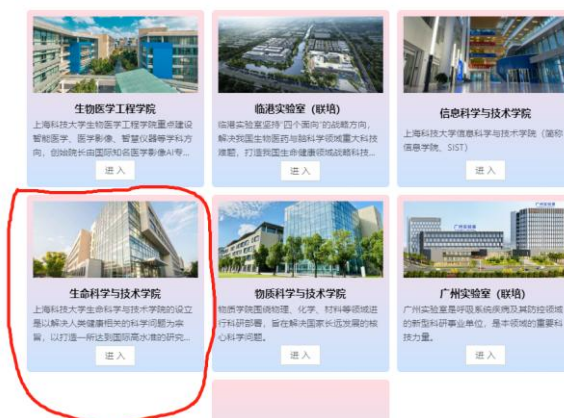 生物医学工程学院
上海科技大学生物医学工程学院重点建设
智能医学、医学影像、智慧仪器等学科方
向，创始院长由国际知名医学影像AI专...
进 入
临港实验室（联培）
临港实验室坚持“四个面向”的战略方向，
解决我国生物医药与脑科学领域重大科技
难题，打造我国生命健康领域战略科技...
进 入
信息科学与技术学院
上海科技大学信息科学与技术学院（简称
信息学院、SIST）
进 入
生命科学与技术学院
上海科技大学生命科学与技术学院的设立
是以解决人类健康相关的科学问题为宗
旨，以打造一所达到国际高水准的研究...
进 入
物质科学与技术学院
物质学院围绕物理、化学、材料等领域进
行科研部署，旨在解决国家长远发展的核
心科学问题。
进 入
广州实验室
广州实验室（联培）
广州实验室是呼吸系统疾病及其防控领域
的新型科研事业单位，是本领域的重要科
技力量。
进 入